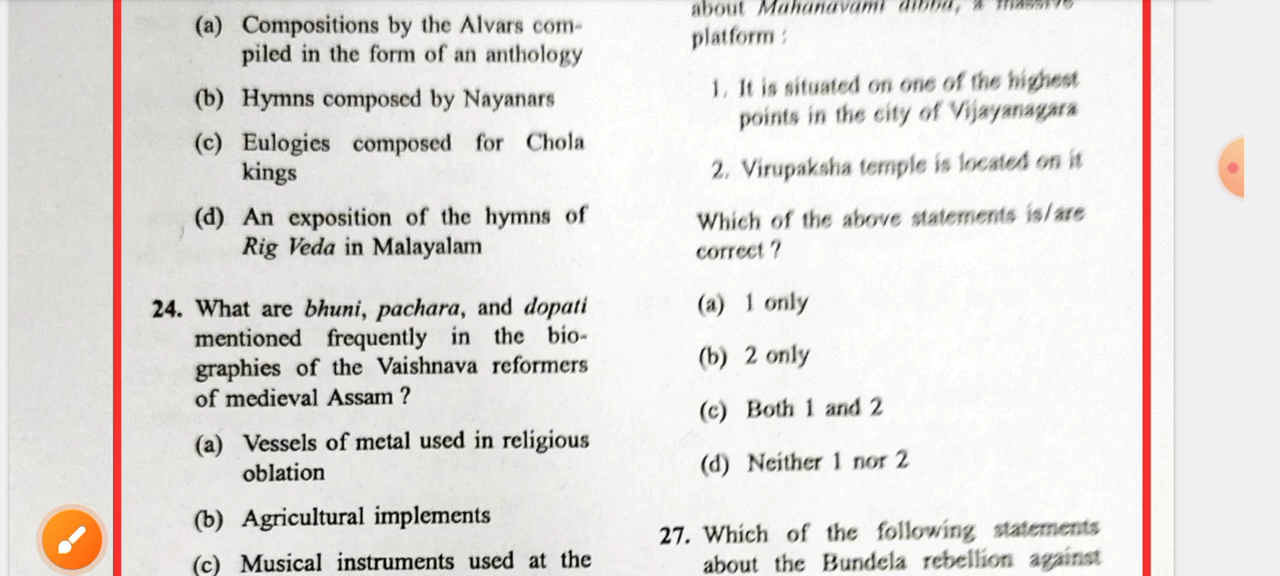 (a) Compositions by the Alvars com-
piled in the form of an anthology
(b) Hymns composed by Nayanars
(c) Eulogies composed for Chola
kings
(d) An exposition of the hymns of
Rig Veda in Malayalam
24. What are bhuni, pachara, and dopati
mentioned frequently in the bio-
graphies of the Vaishnava reformers
of medieval Assam ?
(a) Vessels of metal used in religious
oblation
(b) Agricultural implements
(c) Musical instruments used at the
about Mahanavami dibba, a massive
platform :
1. It is situated on one of the highest
points in the city of Vijayanagara
2. Virupaksha temple is located on it
Which of the above statements is/are
correct ?
(a) 1 only
(b) 2 only
(c) Both 1 and 2
(d) Neither 1 nor 2
27. Which of the following statements
about the Bundela rebellion against